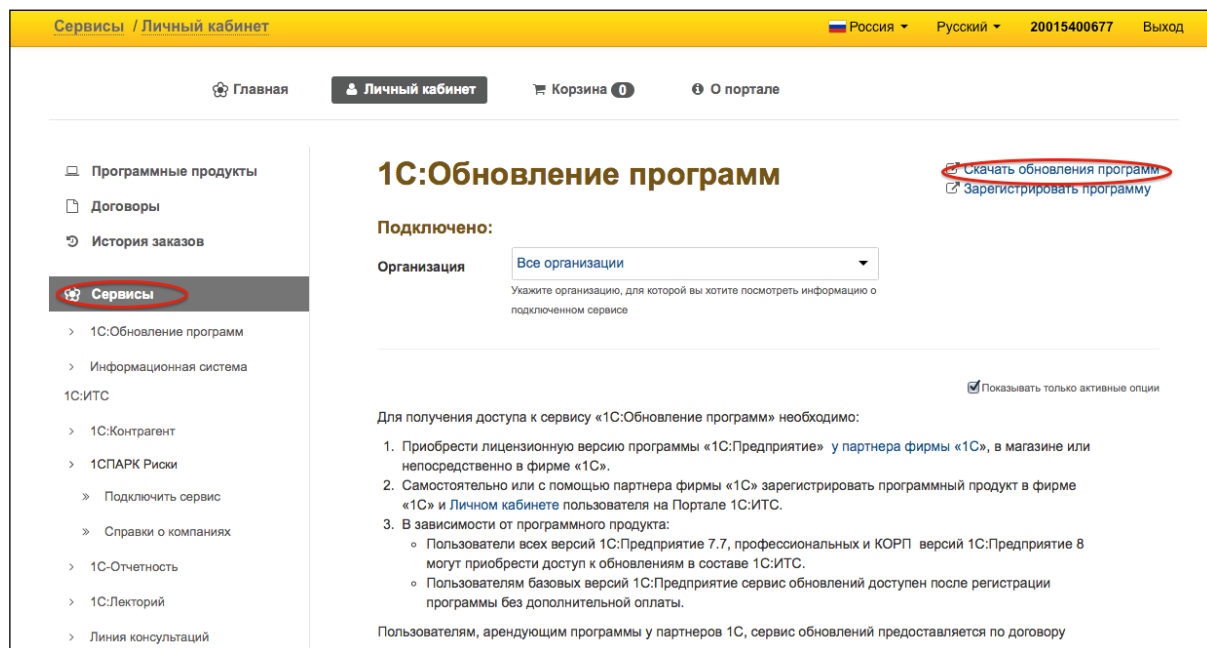 Сервисы / Личный кабинет
Россия Русский 20015400677 Выход
Главная Личный кабинет Корзина 0 О портале
Программные продукты
Договоры
История заказов
Сервисы
1С:Обновление программ
Информационная система
1С:ИТС
1С:Контрагент
1СПАРК Риски
Подключить сервис
Справки о компаниях
1С-Отчетность
1С:Лекторий
Линия консультаций
1С:Обновление программ
Скачать обновления программ
Зарегистрировать программу
Подключено:
Организация Все организации
Укажите организацию, для которой вы хотите посмотреть информацию о
подключенном сервисе
Показывать только активные опции
Для получения доступа к сервису «1С:Обновление программ» необходимо:
1. Приобрести лицензионную версию программы «1С:Предприятие» у партнера фирмы «1С», в магазине или
непосредственно в фирме «1С».
2. Самостоятельно или с помощью партнера фирмы «1С» зарегистрировать программный продукт в фирме
«1С» и Личном кабинете пользователя на Портале 1С:ИТС.
3. В зависимости от программного продукта:
Пользователи всех версий 1С:Предприятие 7.7, профессиональных и КОРП версий 1С:Предприятие 8
могут приобрести доступ к обновлениям в составе 1С:ИТС.
Пользователям базовых версий 1С:Предприятие сервис обновлений доступен после регистрации
программы без дополнительной оплаты.
Пользователям, арендующим программы у партнеров 1С, сервис обновлений предоставляется по договору